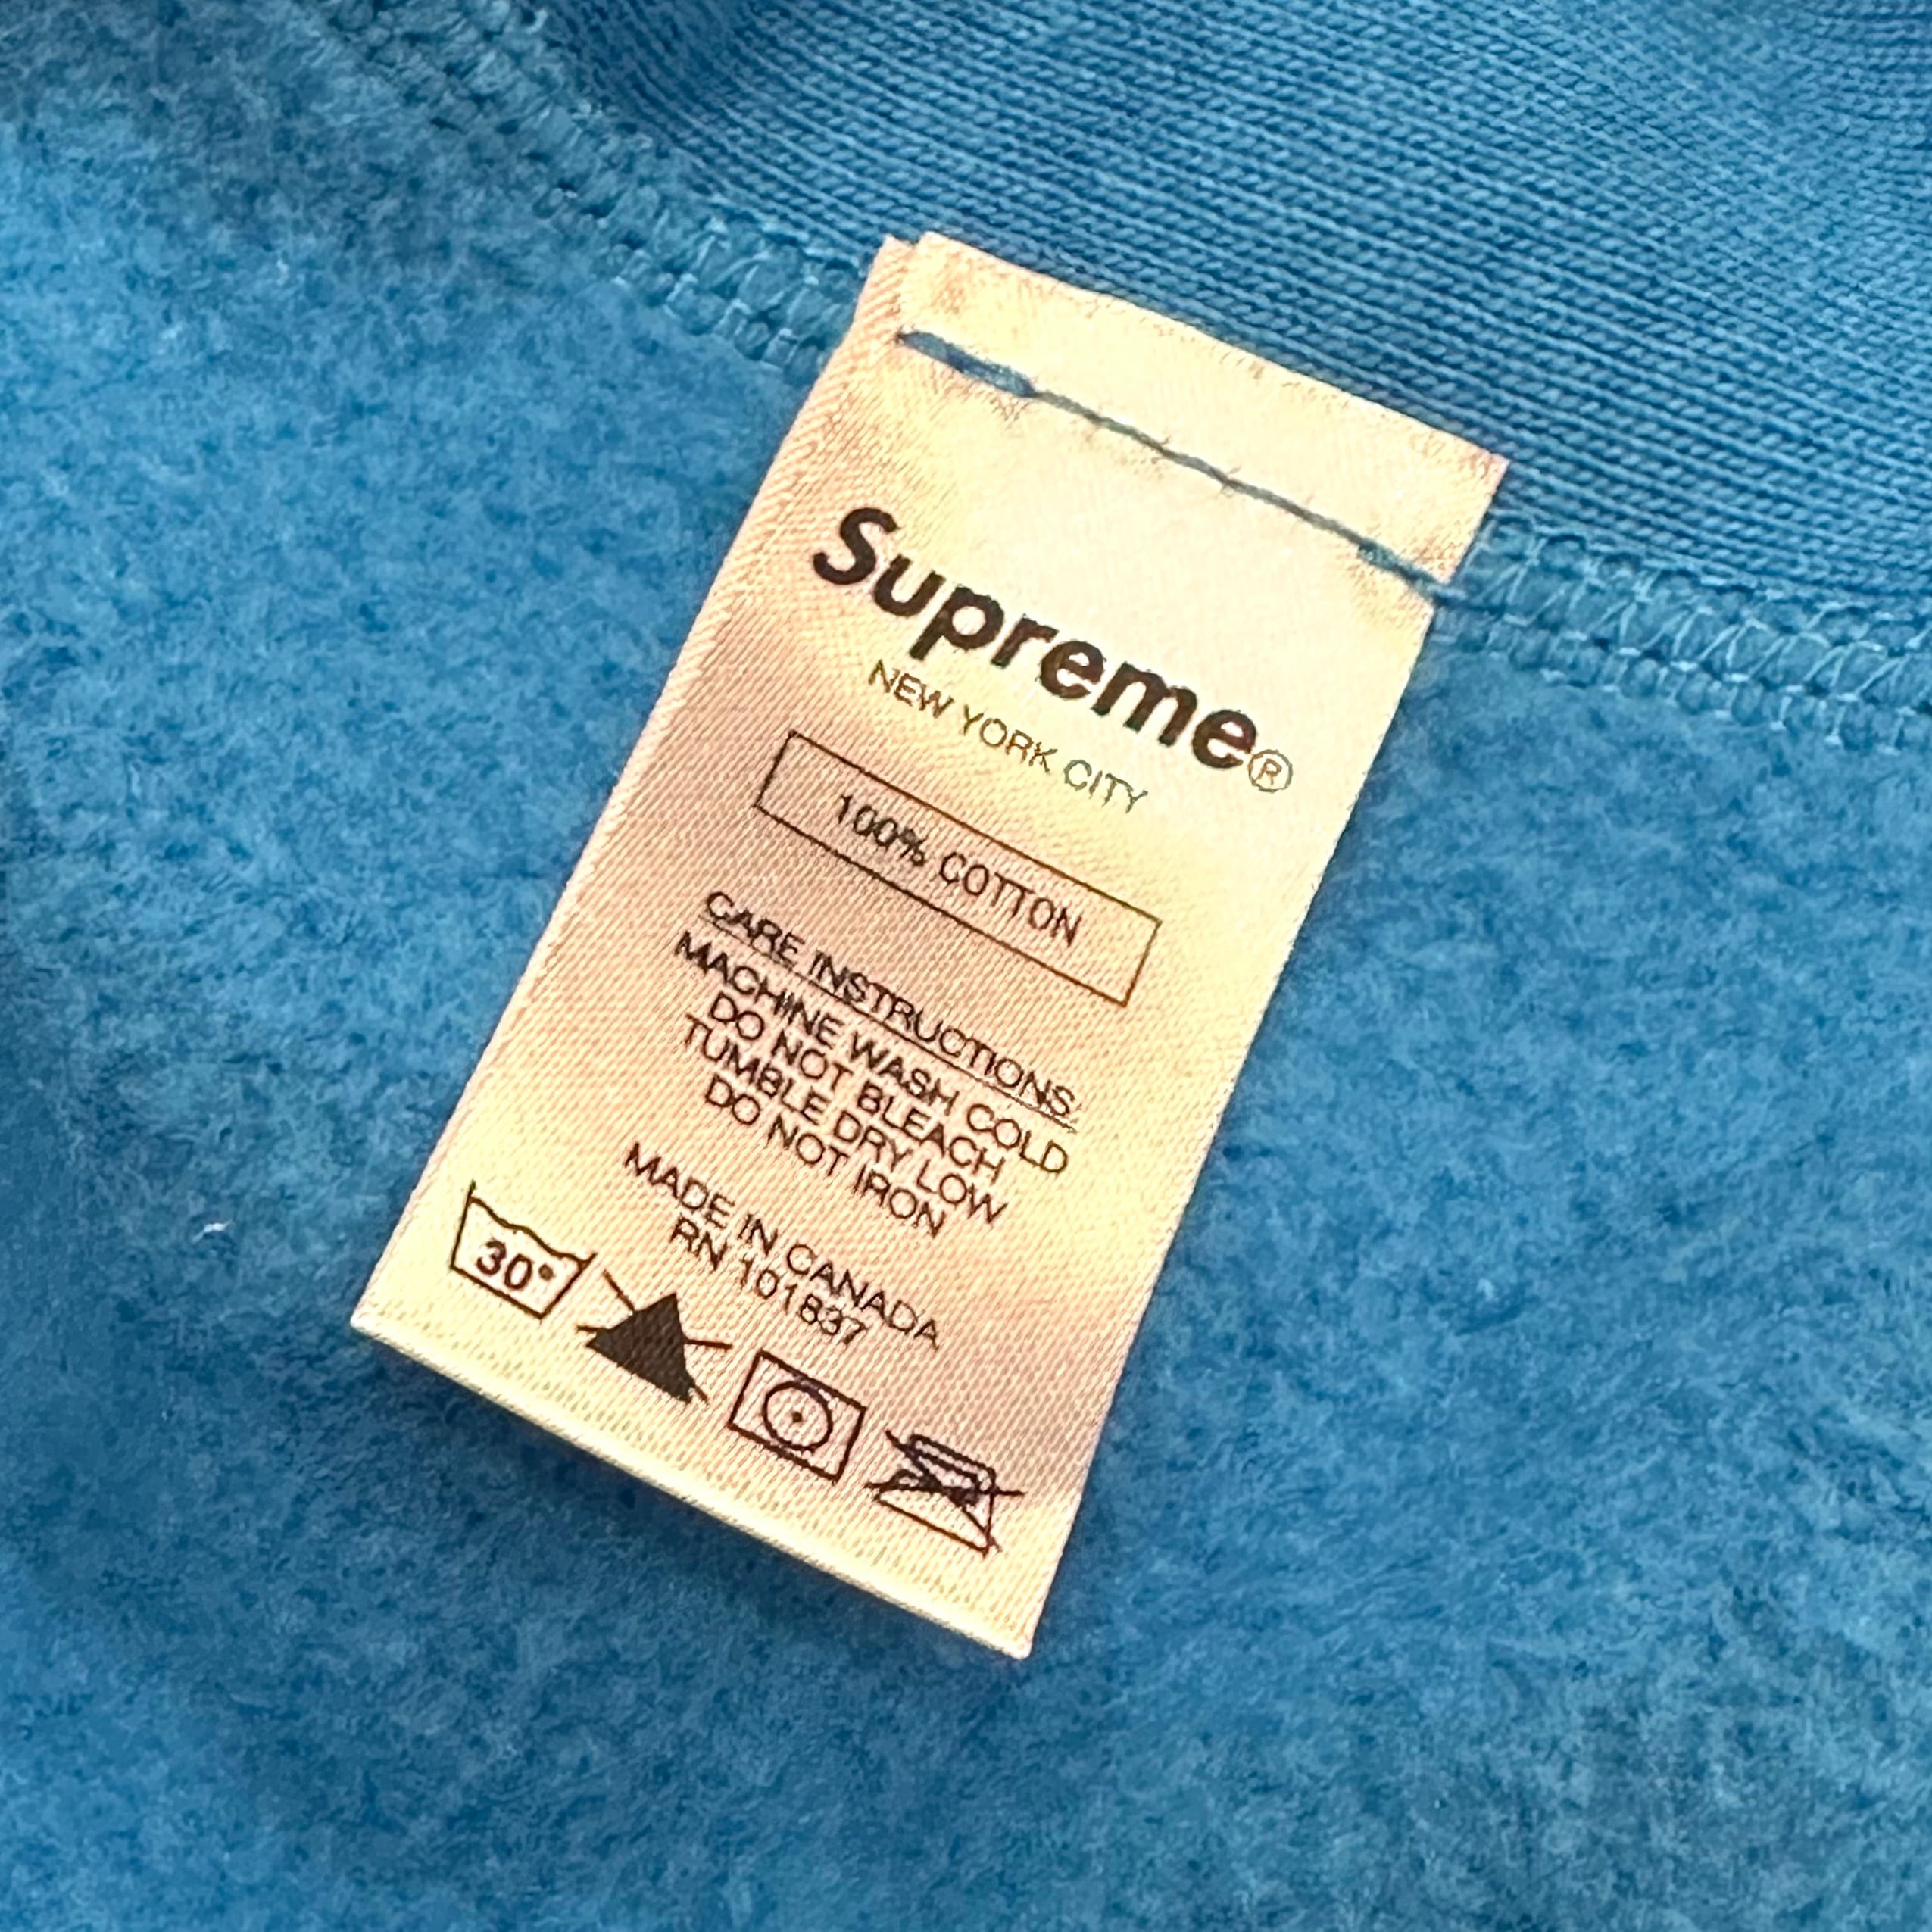 Supreme®
NEW YORK CITY
100% COTTON
CARE INSTRUCTIONS
MACHINE WASH COLD
DO NOT BLEACH
TUMBLE DRY LOW
DO NOT IRON
MADE IN CANADA
RN 101837
30°